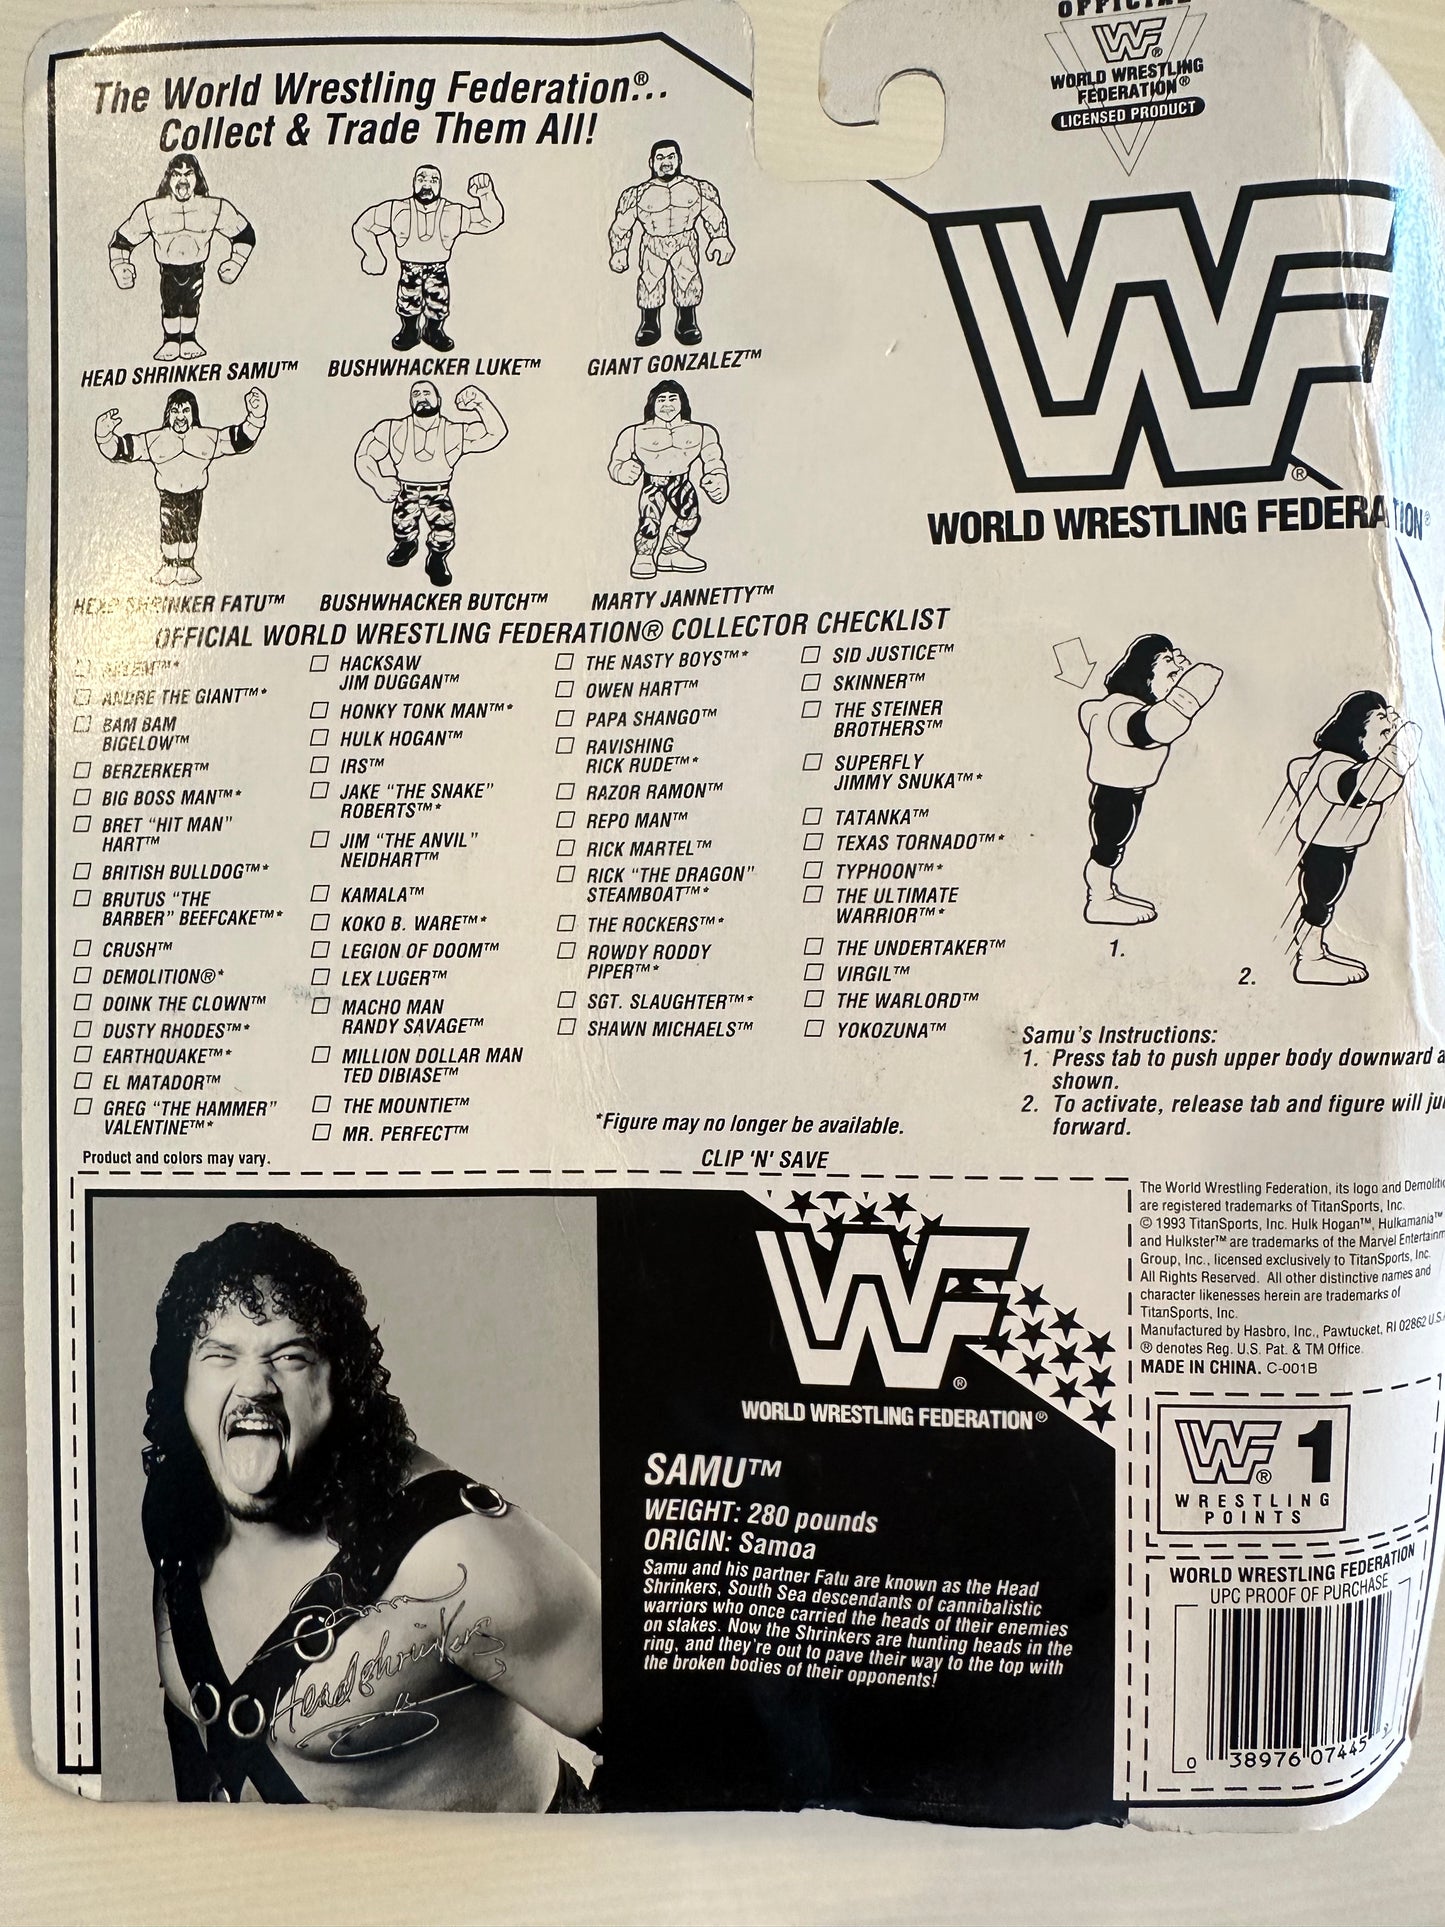 OFFICIAL
WF®
WORLD WRESTLING
FEDERATION®
LICENSED PRODUCT
The World Wrestling Federation®...
Collect & Trade Them All!
HEAD SHRINKER SAMU™
BUSHWHACKER LUKE™
GIANT GONZALEZ™
HEAD SHRINKER FATU™
BUSHWHACKER BUTCH™
MARTY JANNETTY™
WF®
WORLD WRESTLING FEDERATION®
OFFICIAL WORLD WRESTLING FEDERATION® COLLECTOR CHECKLIST
ANDRE THE GIANT™*
BAM BAM
BIGELOW™
BERZERKER™
BIG BOSS MAN™*
BRET “HIT MAN”
HART™
BRITISH BULLDOG™*
BRUTUS “THE
BARBER” BEEFCAKE™*
CRUSH™
DEMOLITION®*
DOINK THE CLOWN™
DUSTY RHODES™*
EARTHQUAKE™*
EL MATADOR™
GREG “THE HAMMER”
VALENTINE™*
HACKSAW
JIM DUGGAN™
HONKY TONK MAN™*
HULK HOGAN™
IRS™
JAKE “THE SNAKE”
ROBERTS™*
JIM “THE ANVIL”
NEIDHART™
KAMALA™
KOKO B. WARE™*
LEGION OF DOOM™
LEX LUGER™
MACHO MAN
RANDY SAVAGE™
MILLION DOLLAR MAN
TED DIBIASE™
THE MOUNTIE™
MR. PERFECT™
THE NASTY BOYS™*
OWEN HART™
PAPA SHANGO™
RAVISHING
RICK RUDE™*
RAZOR RAMON™
REPO MAN™
RICK MARTEL™
RICK “THE DRAGON”
STEAMBOAT™*
THE ROCKERS™*
ROWDY RODDY
PIPER™*
SGT. SLAUGHTER™*
SHAWN MICHAELS™
SID JUSTICE™
SKINNER™
THE STEINER
BROTHERS™
SUPERFLY
JIMMY SNUKA™*
TATANKA™
TEXAS TORNADO™*
TYPHOON™*
THE ULTIMATE
WARRIOR™*
THE UNDERTAKER™
VIRGIL™
THE WARLORD™
YOKOZUNA™
*Figure may no longer be available.
Product and colors may vary.
CLIP 'N' SAVE
1.
2.
Samu's Instructions:
1. Press tab to push upper body downward a
shown.
2. To activate, release tab and figure will ju
forward.
WF®
WORLD WRESTLING FEDERATION®
SAMU™
WEIGHT: 280 pounds
ORIGIN: Samoa
Samu and his partner Fatu are known as the Head
Shrinkers, South Sea descendants of cannibalistic
warriors who once carried the heads of their enemies
on stakes. Now the Shrinkers are hunting heads in the
ring, and they're out to pave their way to the top with
the broken bodies of their opponents!
Samu
Headshrinkers
The World Wrestling Federation, its logo and Demolitio
are registered trademarks of TitanSports, Inc.
© 1993 TitanSports, Inc. Hulk Hogan™, Hulkamania™
and Hulkster™ are trademarks of the Marvel Entertainm
Group, Inc., licensed exclusively to TitanSports, Inc.
All Rights Reserved. All other distinctive names and
character likenesses herein are trademarks of
TitanSports, Inc.
Manufactured by Hasbro, Inc., Pawtucket, RI 02862 U.S.A
® denotes Reg. U.S. Pat. & TM Office.
MADE IN CHINA. C-001B
WF® 1
WRESTLING
POINTS
WORLD WRESTLING FEDERATION
UPC PROOF OF PURCHASE
0 38976 07445